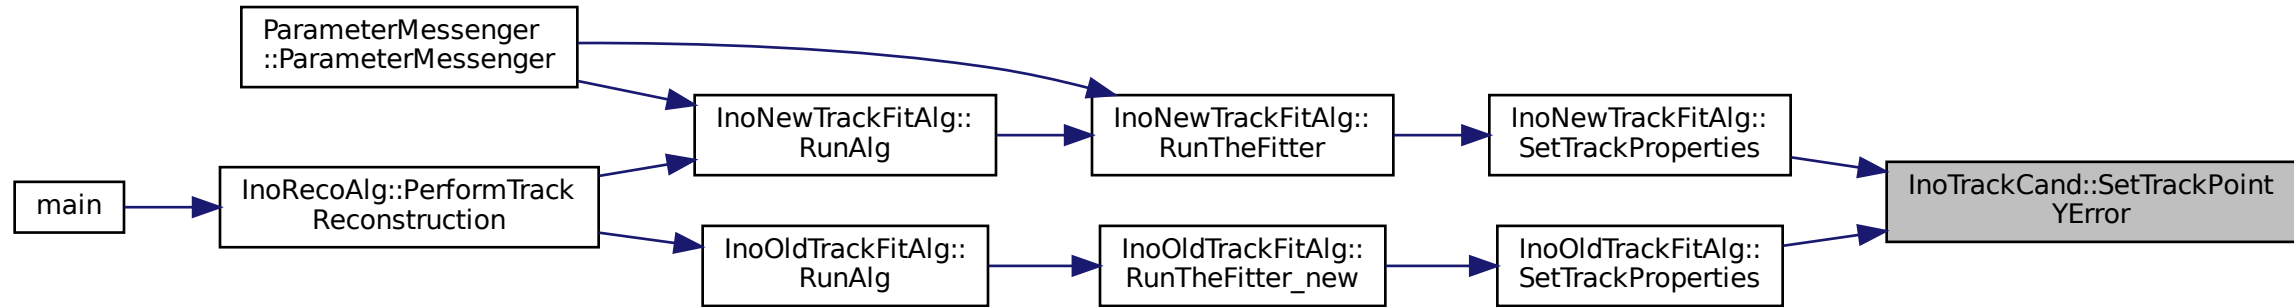 ParameterMessenger
::ParameterMessenger
InoNewTrackFitAlg::
RunAlg
InoNewTrackFitAlg::
RunTheFitter
InoNewTrackFitAlg::
SetTrackProperties
main
InoRecoAlg::PerformTrack
Reconstruction
InoTrackCand::SetTrackPoint
YError
InoOldTrackFitAlg::
RunAlg
InoOldTrackFitAlg::
RunTheFitter_new
InoOldTrackFitAlg::
SetTrackProperties